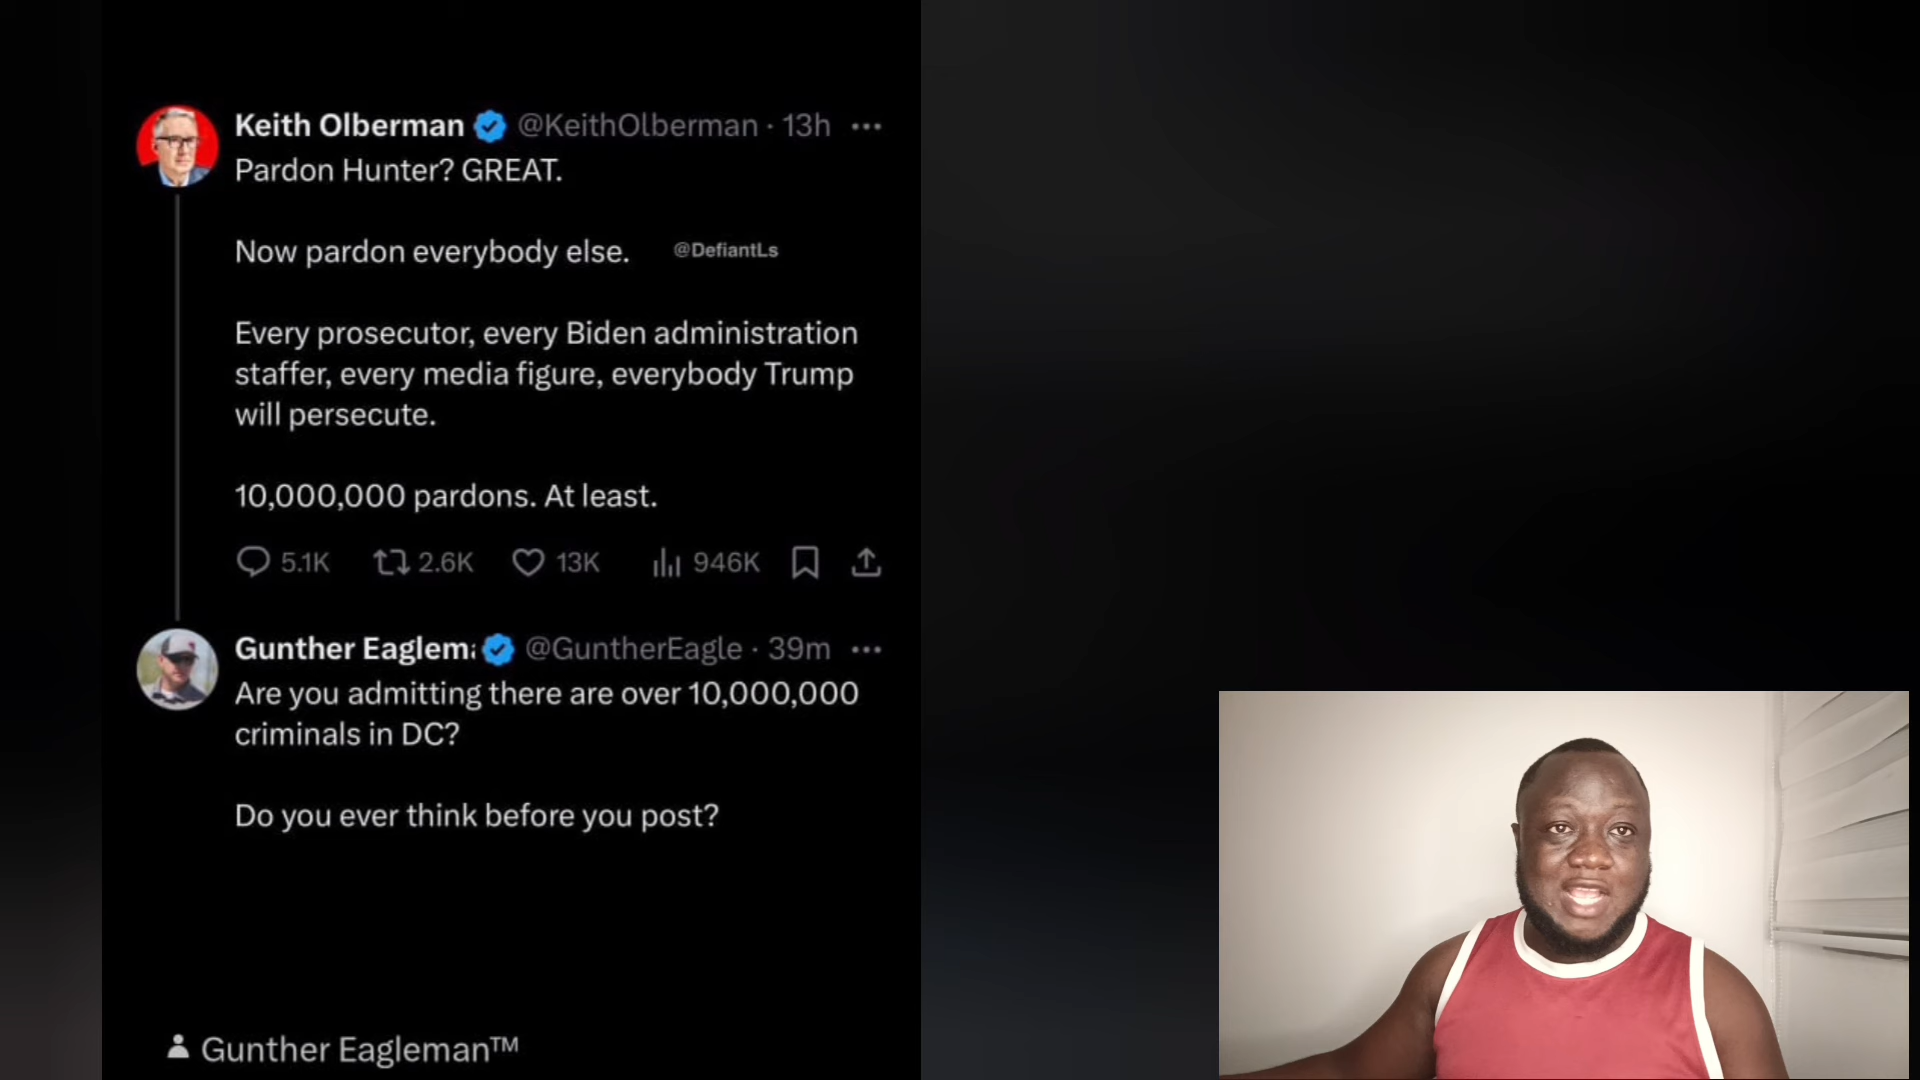 Keith Olberman @KeithOlberman · 13h
Pardon Hunter? GREAT.
Now pardon everybody else. @DefiantLs
Every prosecutor, every Biden administration
staffer, every media figure, everybody Trump
will persecute.
10,000,000 pardons. At least.
5.1K 2.6K 13K 946K
Gunther Eaglem @GuntherEagle · 39m
Are you admitting there are over 10,000,000
criminals in DC?
Do you ever think before you post?
Gunther Eagleman™